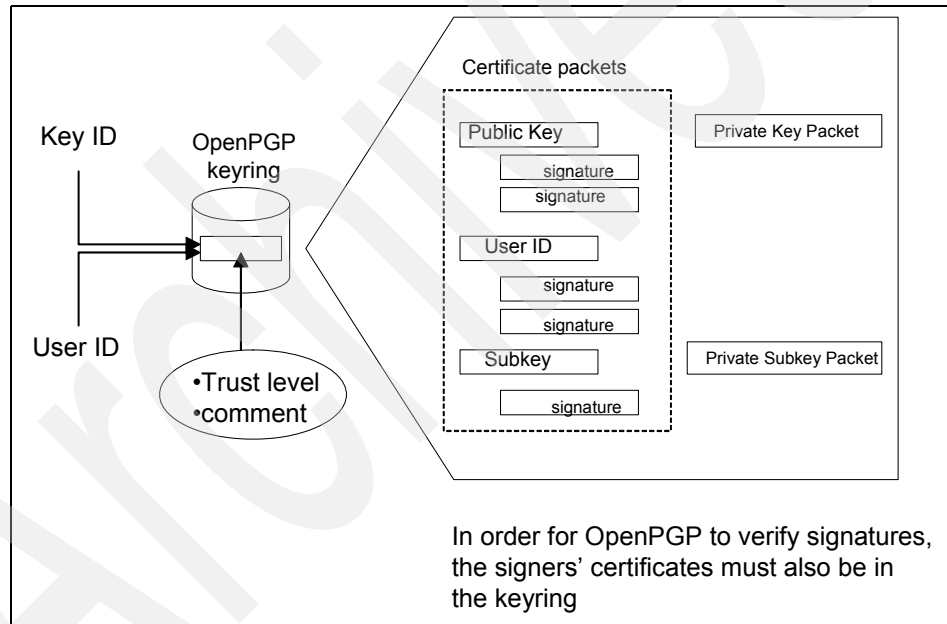 Certificate packets
Key ID
OpenPGP
keyring
Public Key
Private Key Packet
signature
signature
User ID
signature
signature
User ID
•Trust level
•comment
Subkey
Private Subkey Packet
signature
In order for OpenPGP to verify signatures,
the signers' certificates must also be in
the keyring